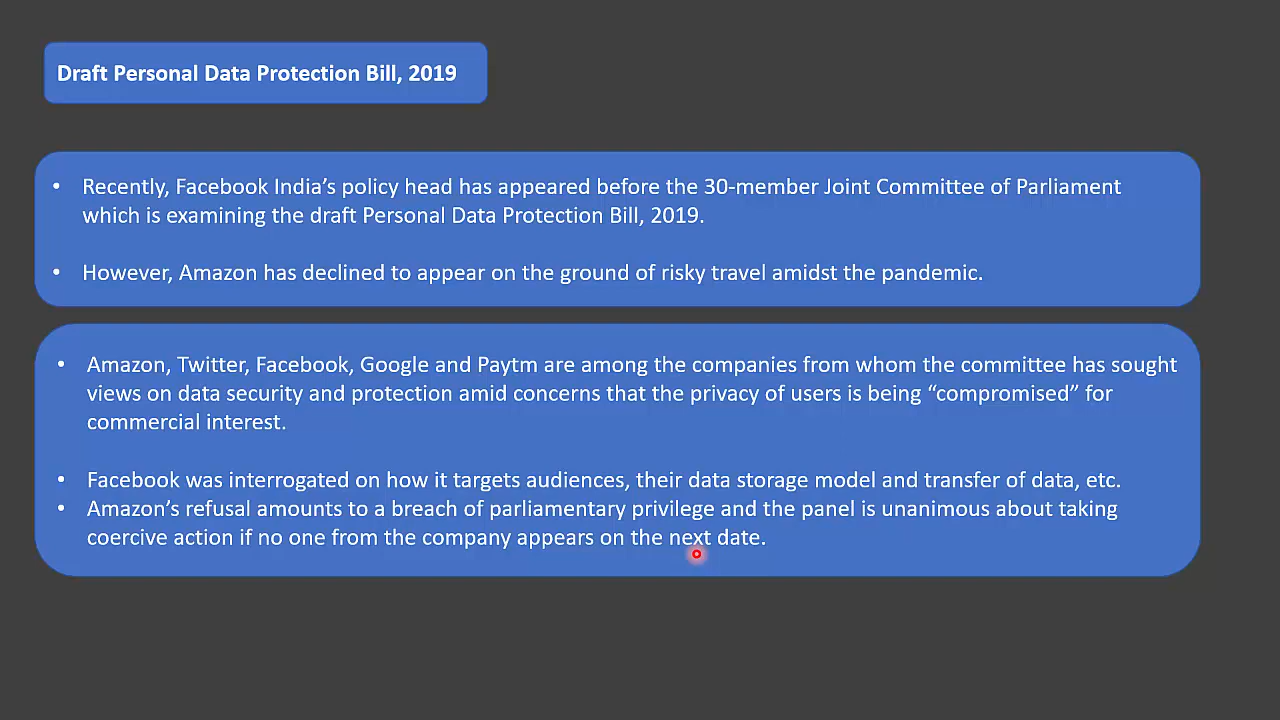 Draft Personal Data Protection Bill, 2019
• Recently, Facebook India’s policy head has appeared before the 30-member Joint Committee of Parliament
which is examining the draft Personal Data Protection Bill, 2019.
• However, Amazon has declined to appear on the ground of risky travel amidst the pandemic.
• Amazon, Twitter, Facebook, Google and Paytm are among the companies from whom the committee has sought
views on data security and protection amid concerns that the privacy of users is being “compromised” for
commercial interest.
• Facebook was interrogated on how it targets audiences, their data storage model and transfer of data, etc.
• Amazon’s refusal amounts to a breach of parliamentary privilege and the panel is unanimous about taking
coercive action if no one from the company appears on the next date.